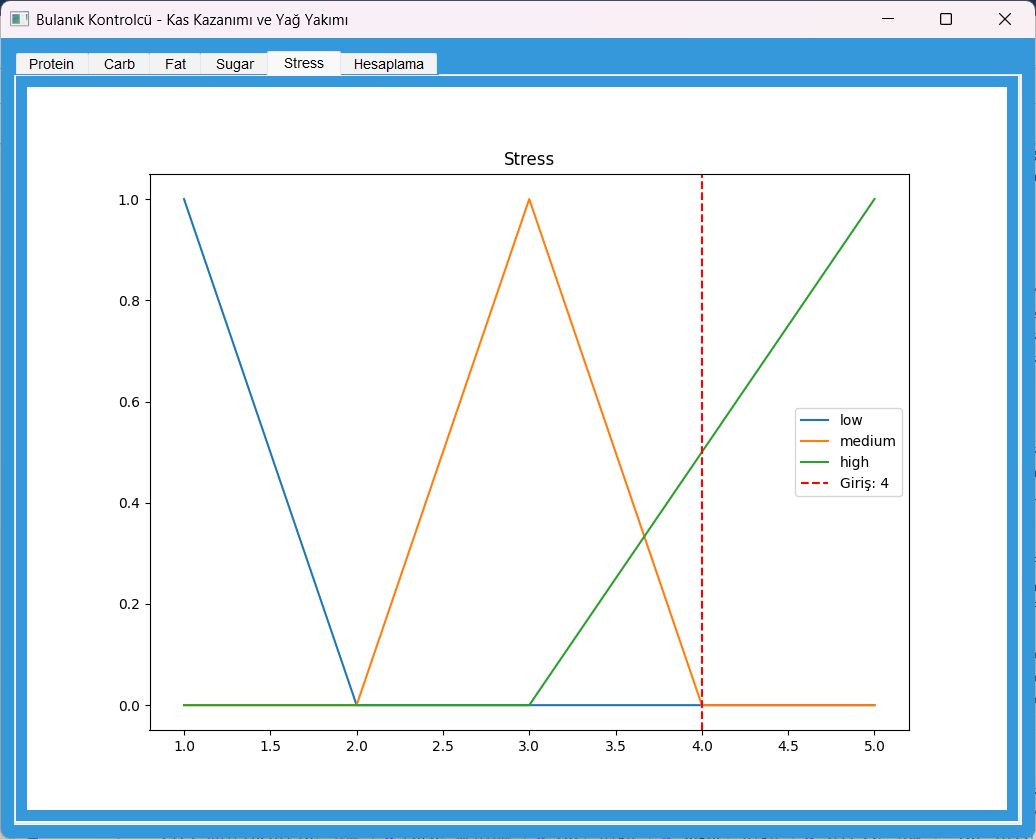 Bulanık Kontrolcü - Kas Kazanımı ve Yağ Yakımı
Protein Carb Fat Sugar Stress Hesaplama
Stress
1.0
0.8
0.6
0.4
0.2
0.0
low
medium
high
Giriş: 4
1.0 1.5 2.0 2.5 3.0 3.5 4.0 4.5 5.0